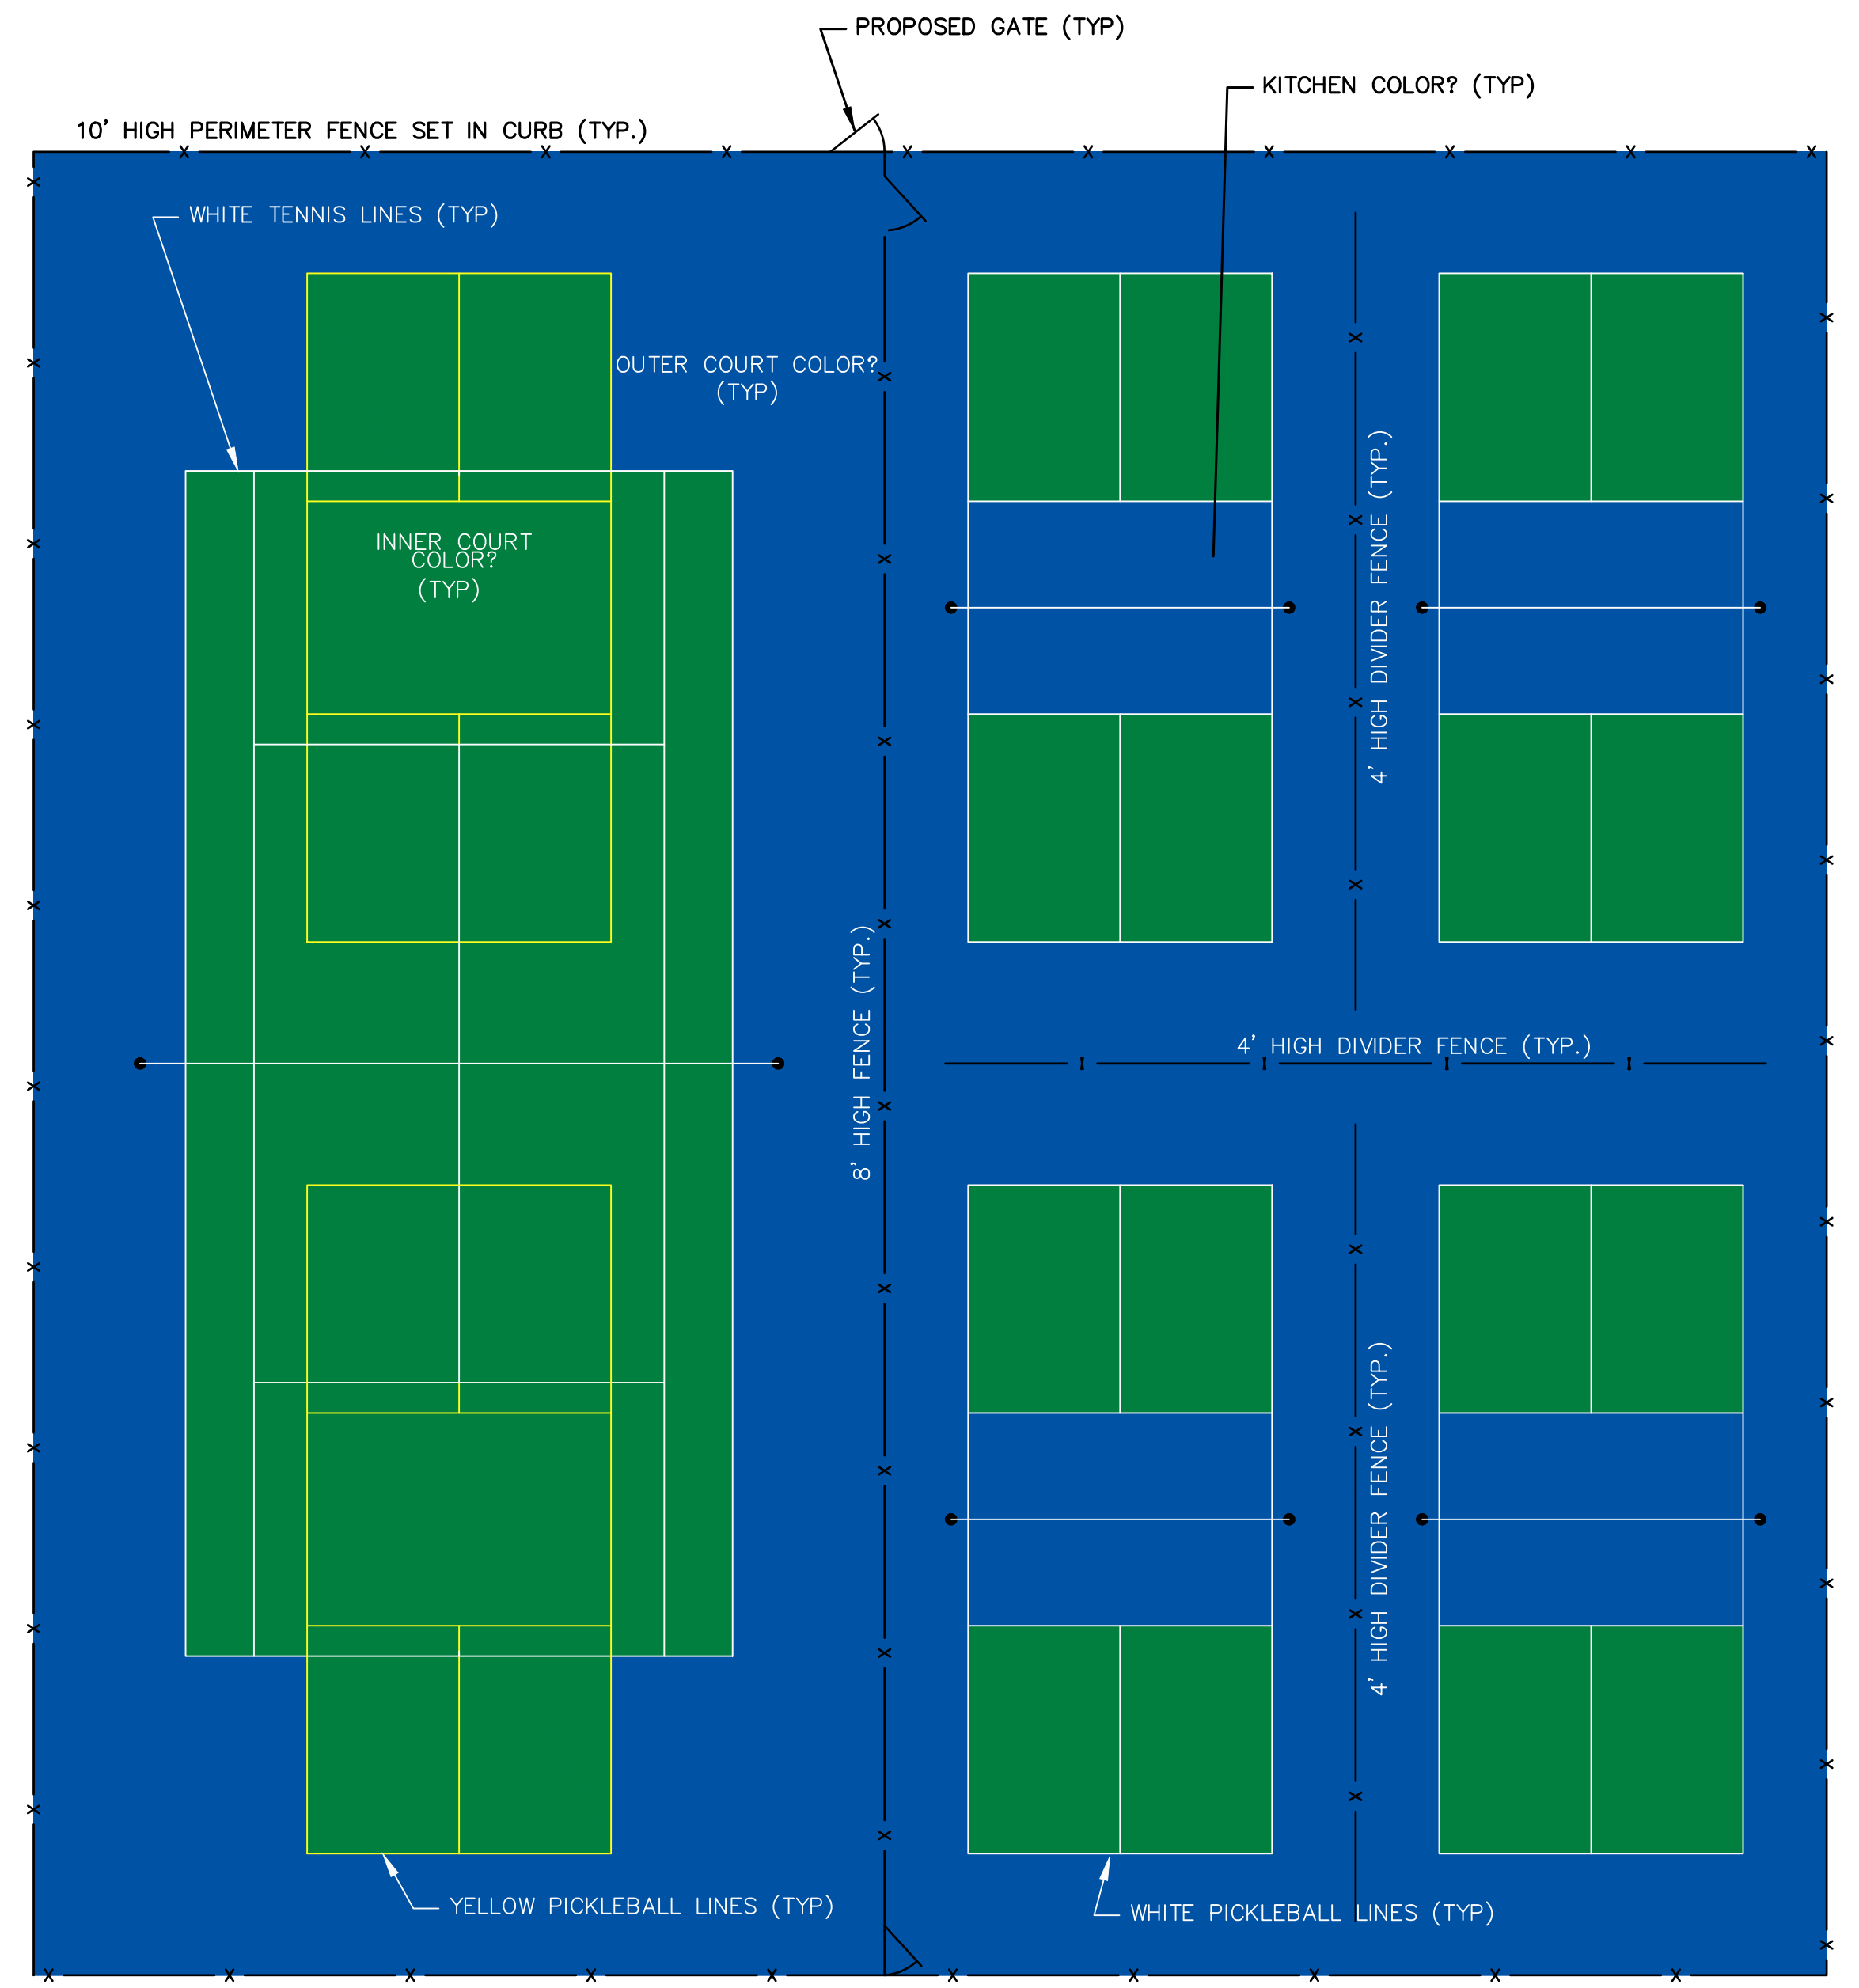 PROPOSED GATE (TYP)
KITCHEN COLOR? (TYP)
10' HIGH PERIMETER FENCE SET IN CURB (TYP.)
WHITE TENNIS LINES (TYP)
OUTER COURT COLOR?
(TYP)
INNER COURT
COLOR?
(TYP)
4' HIGH DIVIDER FENCE (TYP.)
8' HIGH FENCE (TYP.)
4' HIGH DIVIDER FENCE (TYP.)
4' HIGH DIVIDER FENCE (TYP.)
YELLOW PICKLEBALL LINES (TYP)
WHITE PICKLEBALL LINES (TYP)